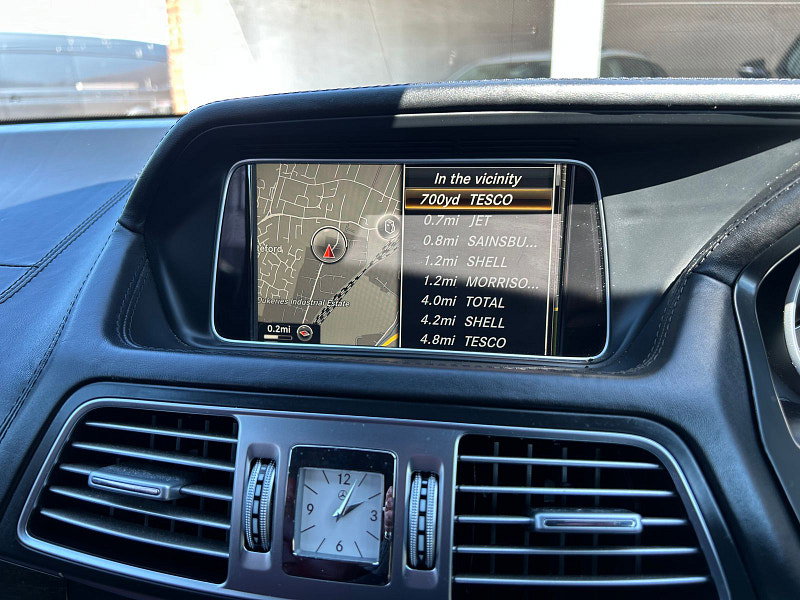 In the vicinity
700yd TESCO
0.7mi JET
0.8mi SAINSBU...
1.2mi SHELL
1.2mi MORRISO...
4.0mi TOTAL
4.2mi SHELL
4.8mi TESCO
eford
Dukeries Industrial Estate
0.2mi
12
3
6